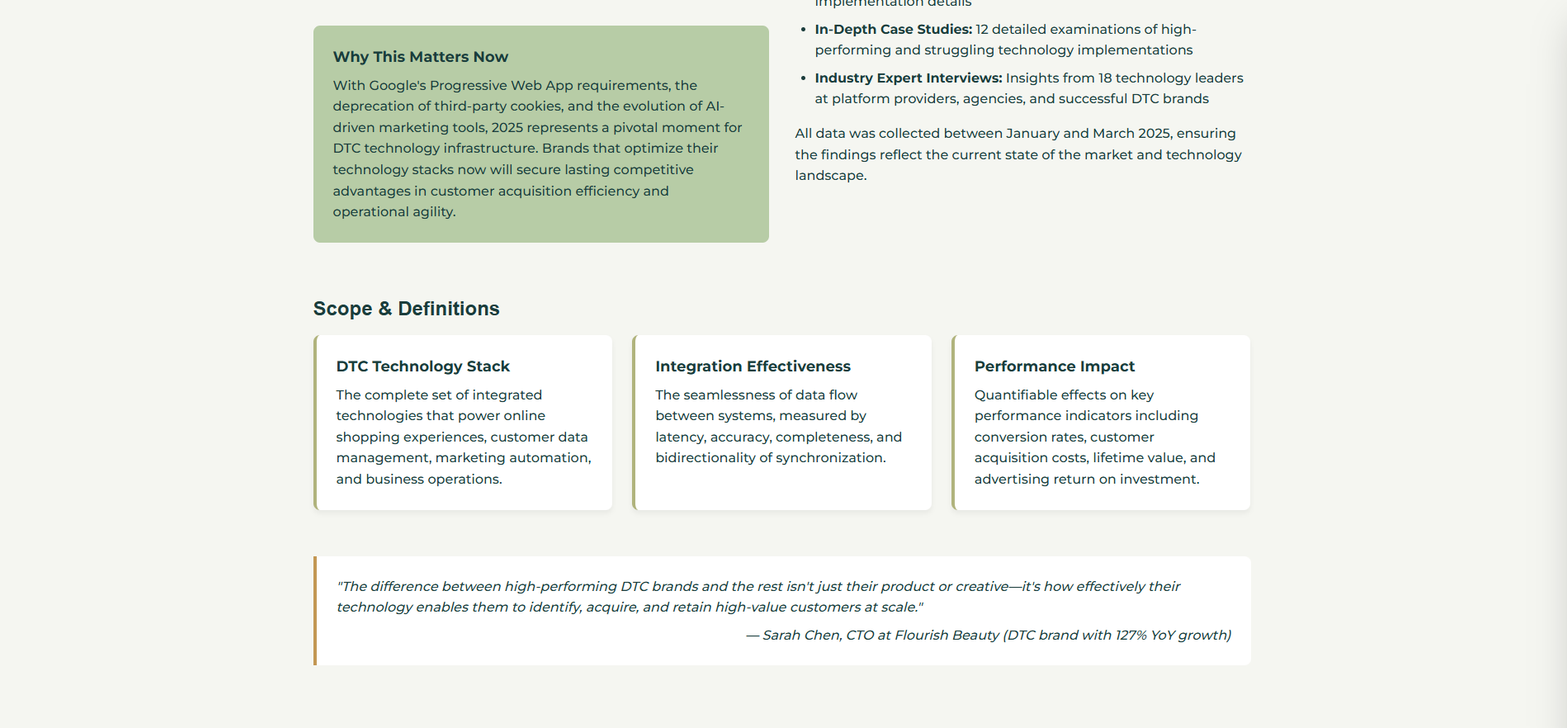 implementation details
Why This Matters Now
With Google's Progressive Web App requirements, the
deprecation of third-party cookies, and the evolution of AI-
driven marketing tools, 2025 represents a pivotal moment for
DTC technology infrastructure. Brands that optimize their
technology stacks now will secure lasting competitive
advantages in customer acquisition efficiency and
operational agility.
• In-Depth Case Studies: 12 detailed examinations of high-
performing and struggling technology implementations
• Industry Expert Interviews: Insights from 18 technology leaders
at platform providers, agencies, and successful DTC brands
All data was collected between January and March 2025, ensuring
the findings reflect the current state of the market and technology
landscape.
Scope & Definitions
DTC Technology Stack
The complete set of integrated
technologies that power online
shopping experiences, customer data
management, marketing automation,
and business operations.
Integration Effectiveness
The seamlessness of data flow
between systems, measured by
latency, accuracy, completeness, and
bidirectionality of synchronization.
Performance Impact
Quantifiable effects on key
performance indicators including
conversion rates, customer
acquisition costs, lifetime value, and
advertising return on investment.
"The difference between high-performing DTC brands and the rest isn't just their product or creative—it's how effectively their
technology enables them to identify, acquire, and retain high-value customers at scale."
— Sarah Chen, CTO at Flourish Beauty (DTC brand with 127% YoY growth)